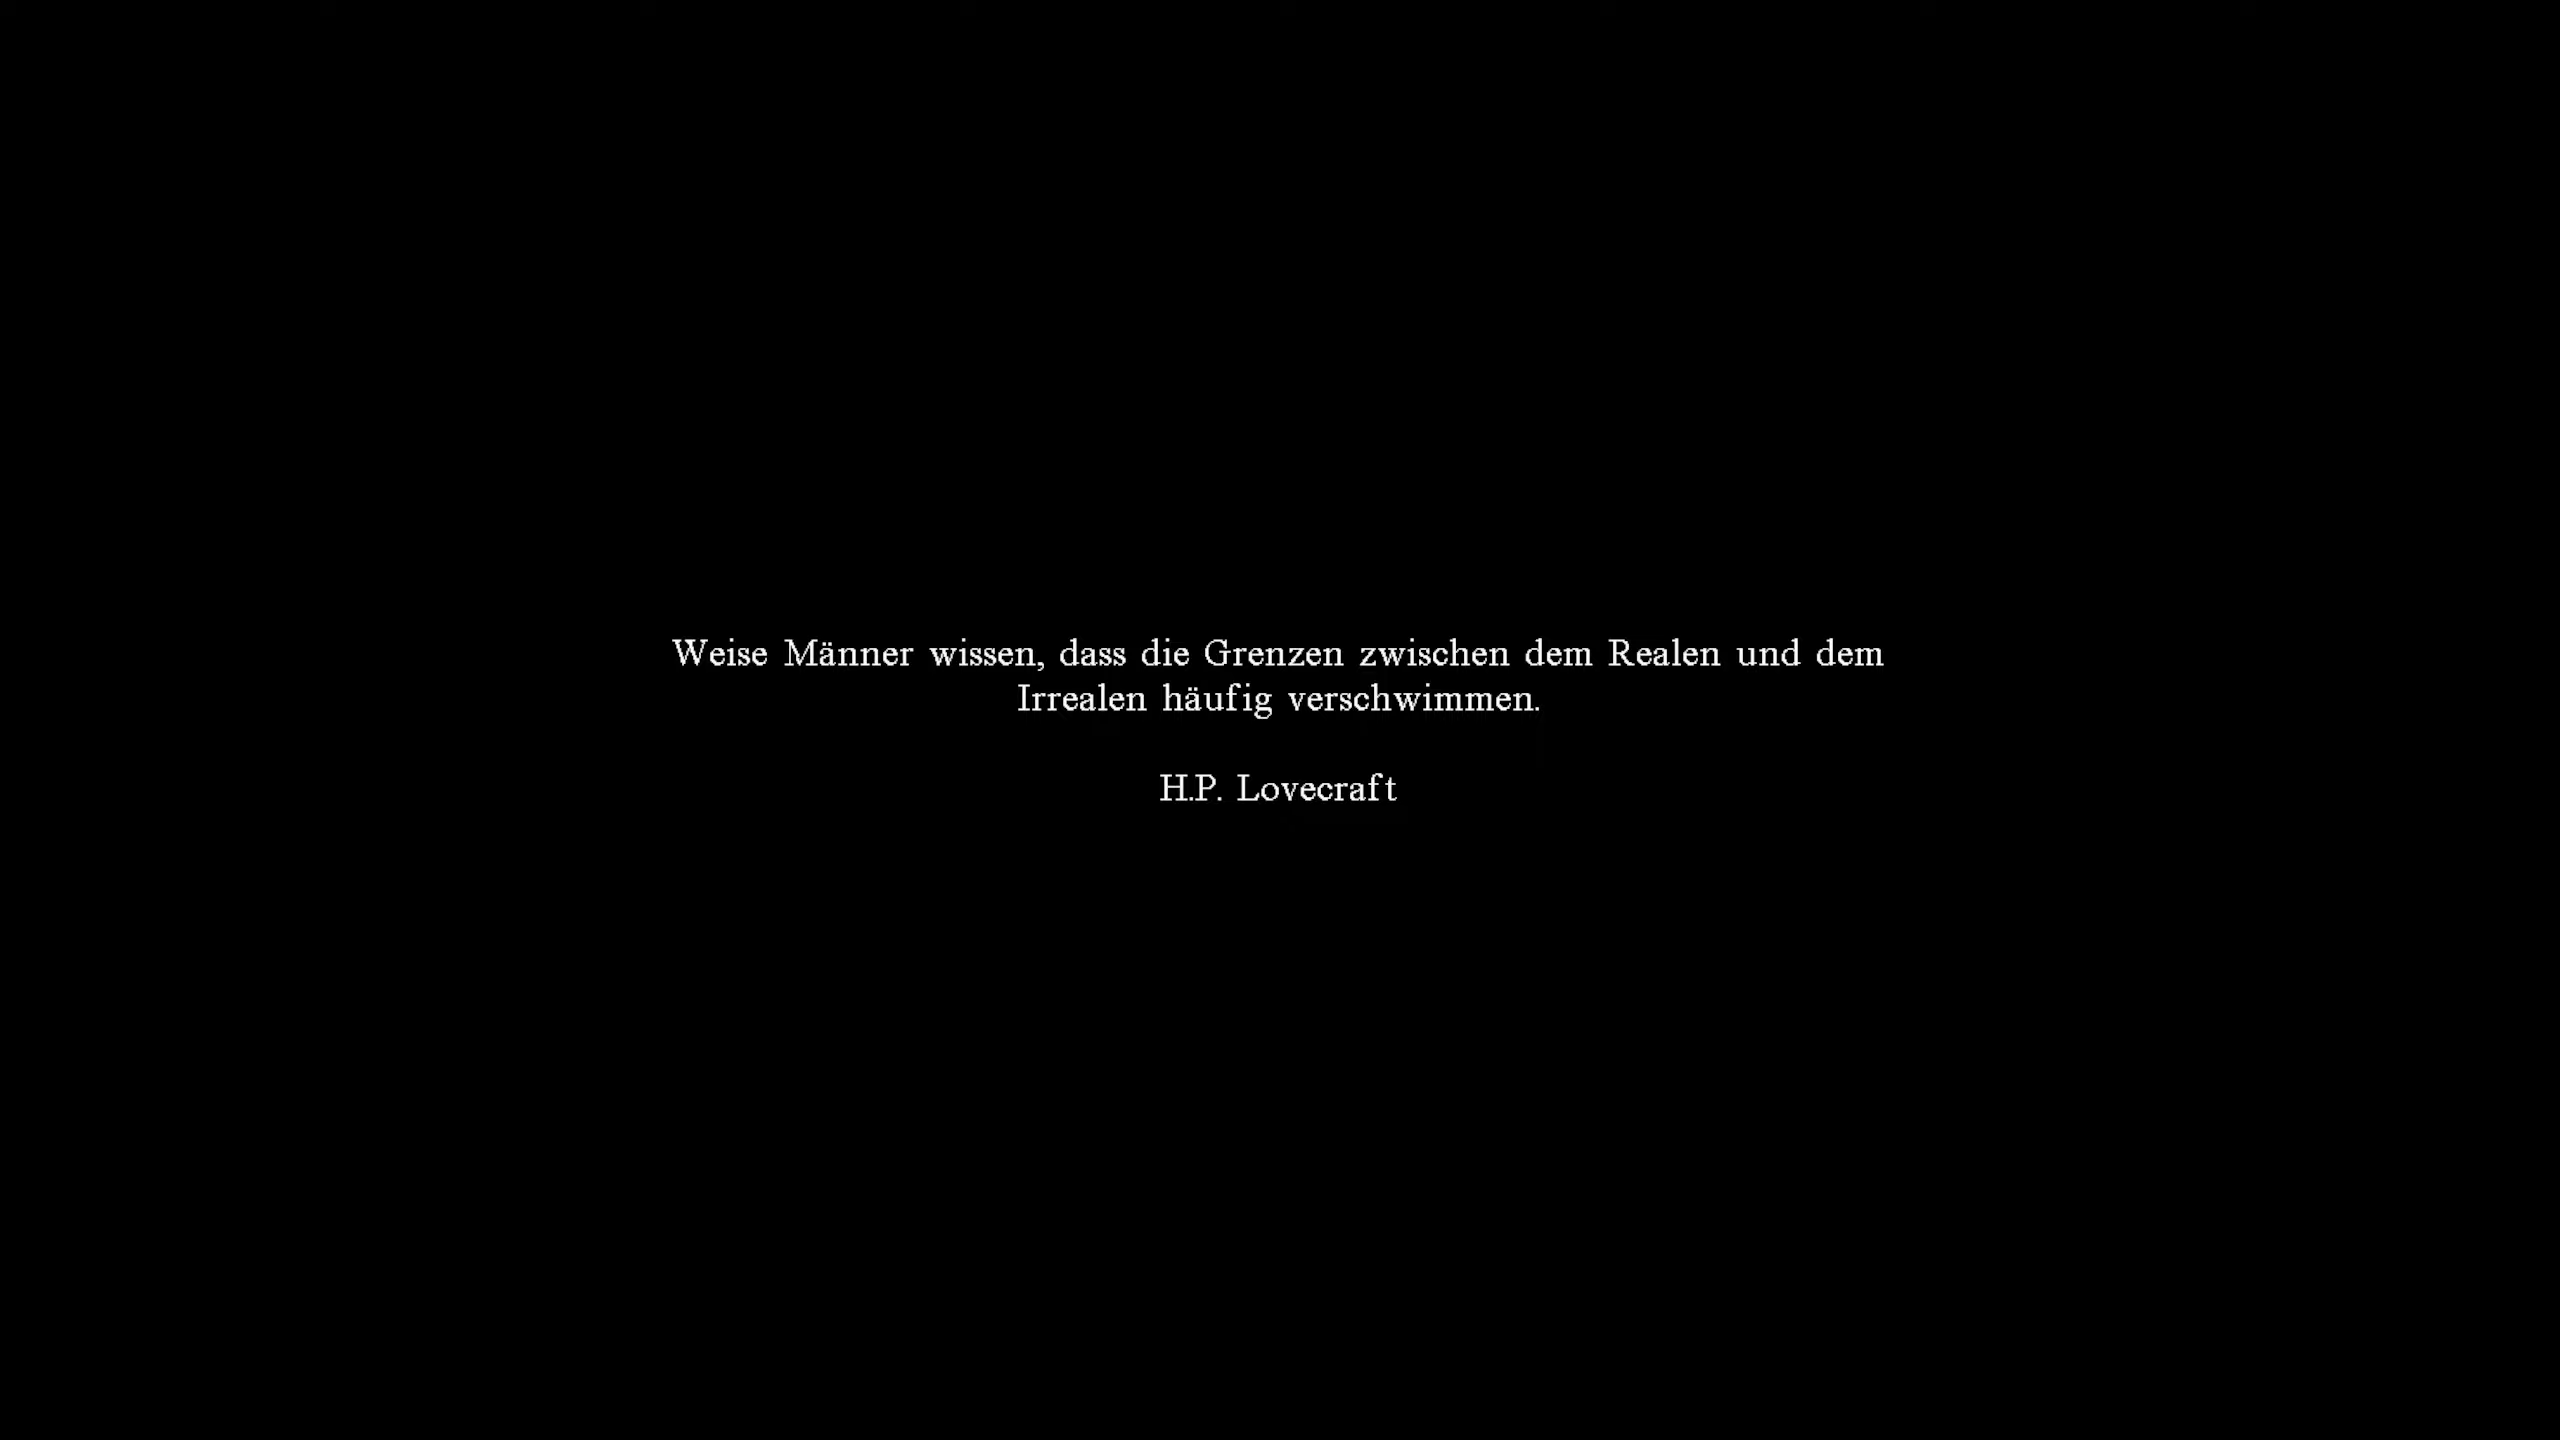 Weise Männer wissen, dass die Grenzen zwischen dem Realen und dem
Irrealen häufig verschwimmen.
H.P. Lovecraft